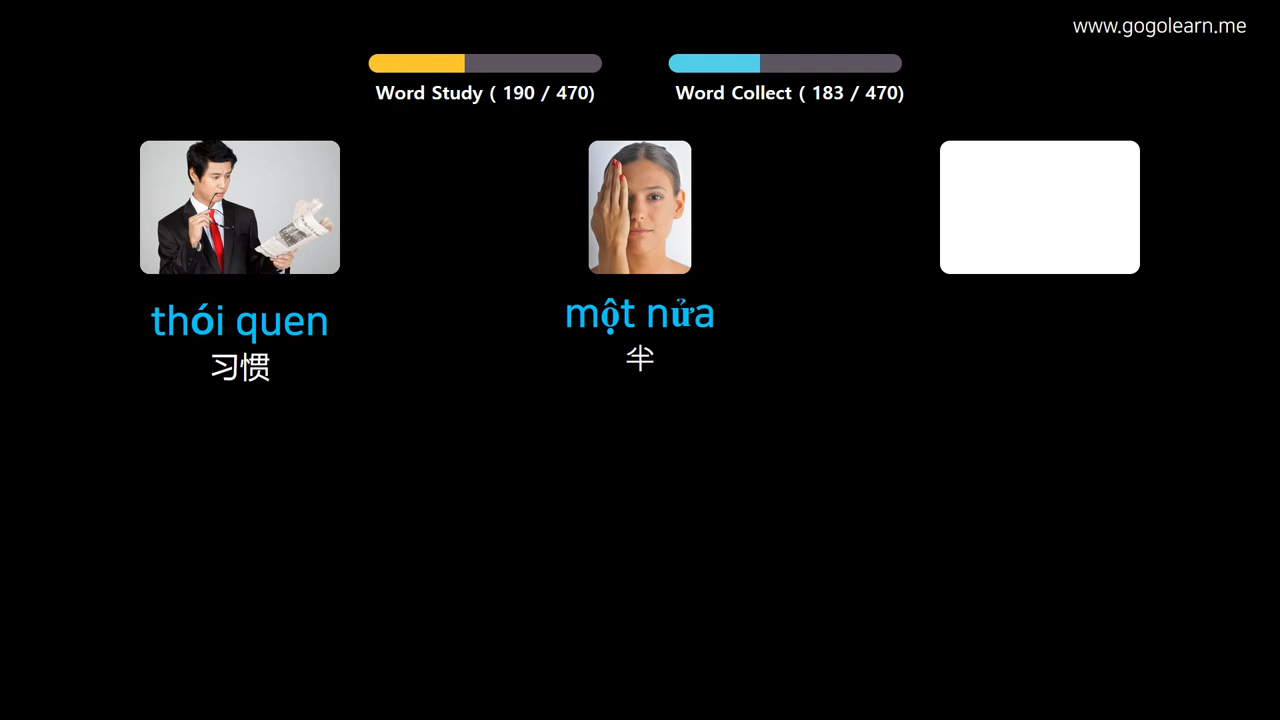 www.gogolearn.me
Word Study ( 190 / 470)
Word Collect ( 183 / 470)
thói quen
习惯
một nửa
半